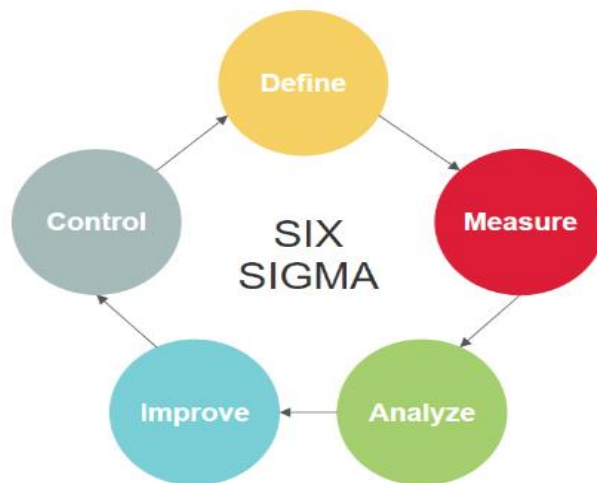 Define
Measure
Analyze
Improve
Control
SIX
SIGMA